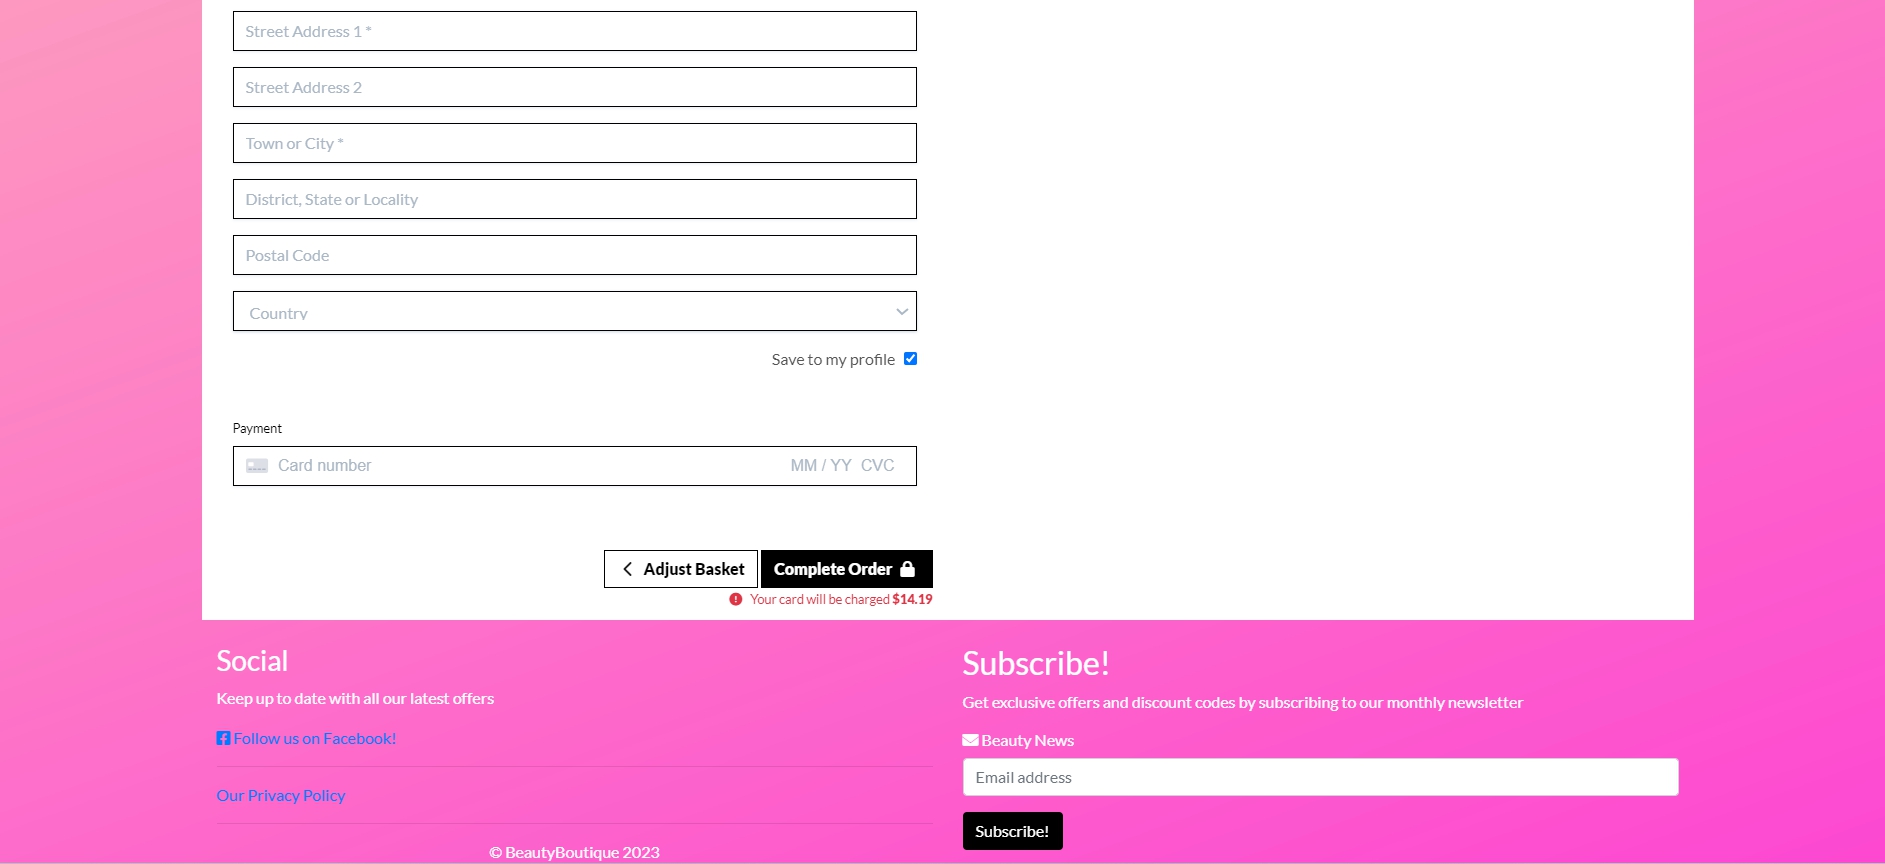 Street Address 1 *
Street Address 2
Town or City *
District, State or Locality
Postal Code
Country
Save to my profile
Payment
Card number MM / YY CVC
Adjust Basket Complete Order
Your card will be charged $14.19
Social
Keep up to date with all our latest offers
Follow us on Facebook!
Our Privacy Policy
© BeautyBoutique 2023
Subscribe!
Get exclusive offers and discount codes by subscribing to our monthly newsletter
Beauty News
Email address
Subscribe!